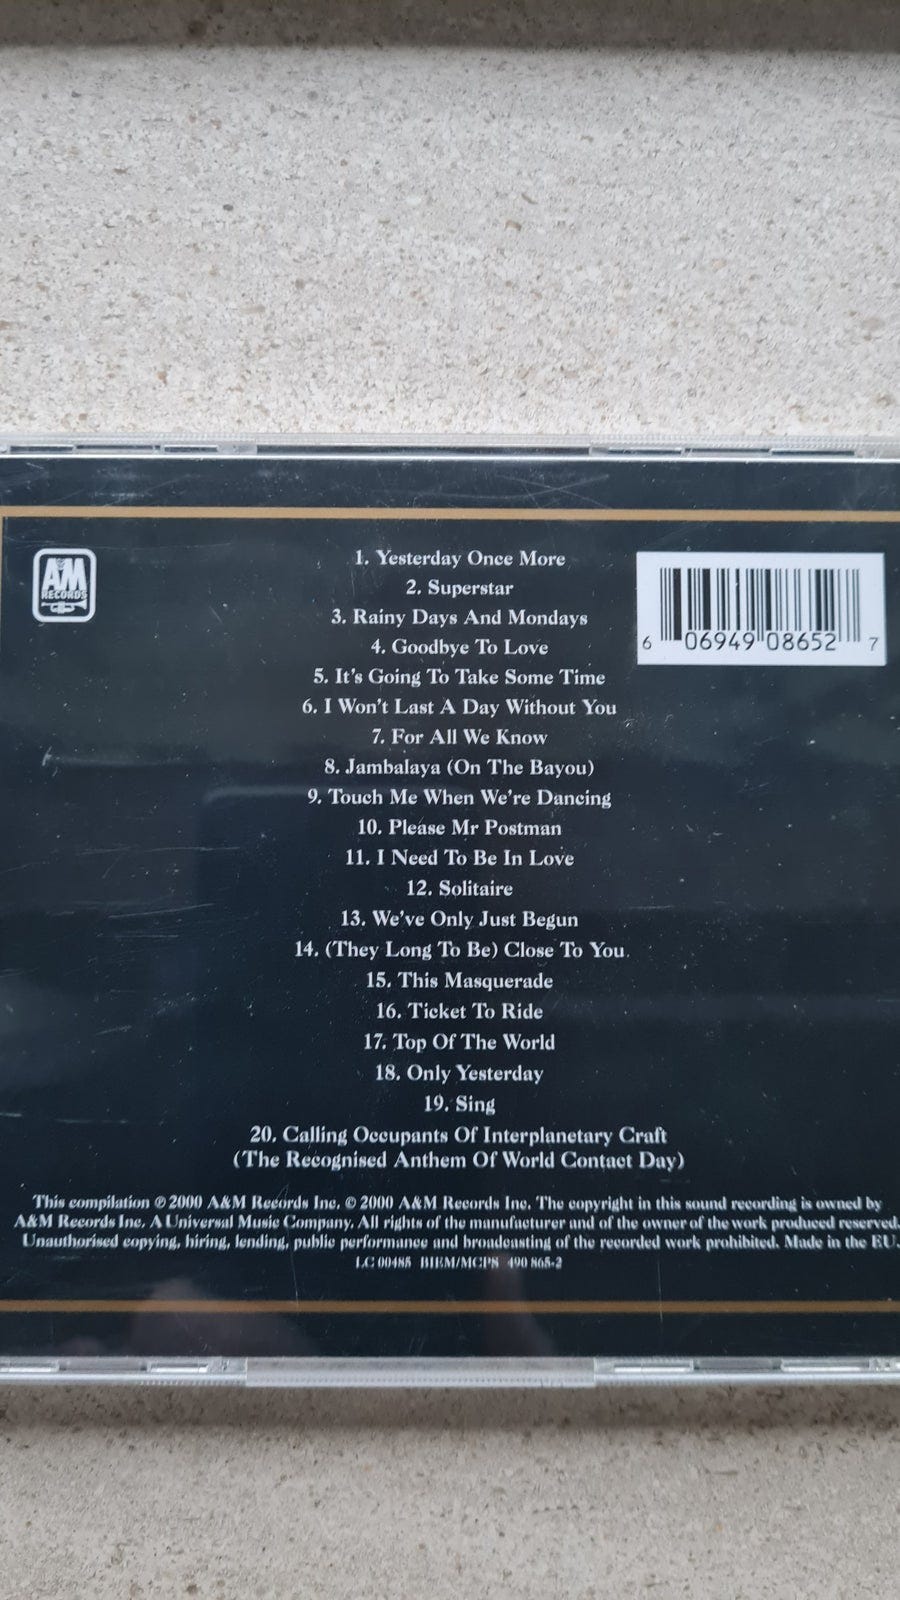 A&M
RECORDS
1. Yesterday Once More
2. Superstar
3. Rainy Days And Mondays
4. Goodbye To Love
5. It's Going To Take Some Time
6. I Won't Last A Day Without You
7. For All We Know
8. Jambalaya (On The Bayou)
9. Touch Me When We're Dancing
10. Please Mr Postman
11. I Need To Be In Love
12. Solitaire
13. We've Only Just Begun
14. (They Long To Be) Close To You
15. This Masquerade
16. Ticket To Ride
17. Top Of The World
18. Only Yesterday
19. Sing
20. Calling Occupants Of Interplanetary Craft
(The Recognised Anthem Of World Contact Day)
6 06949 08652 7
This compilation ℗ 2000 A&M Records Inc. © 2000 A&M Records Inc. The copyright in this sound recording is owned by
A&M Records Inc. A Universal Music Company. All rights of the manufacturer and of the owner of the work produced reserved.
Unauthorised copying, hiring, lending, public performance and broadcasting of the recorded work prohibited. Made in the EU.
LC 00485 BIEM/MCPS 490 865-2